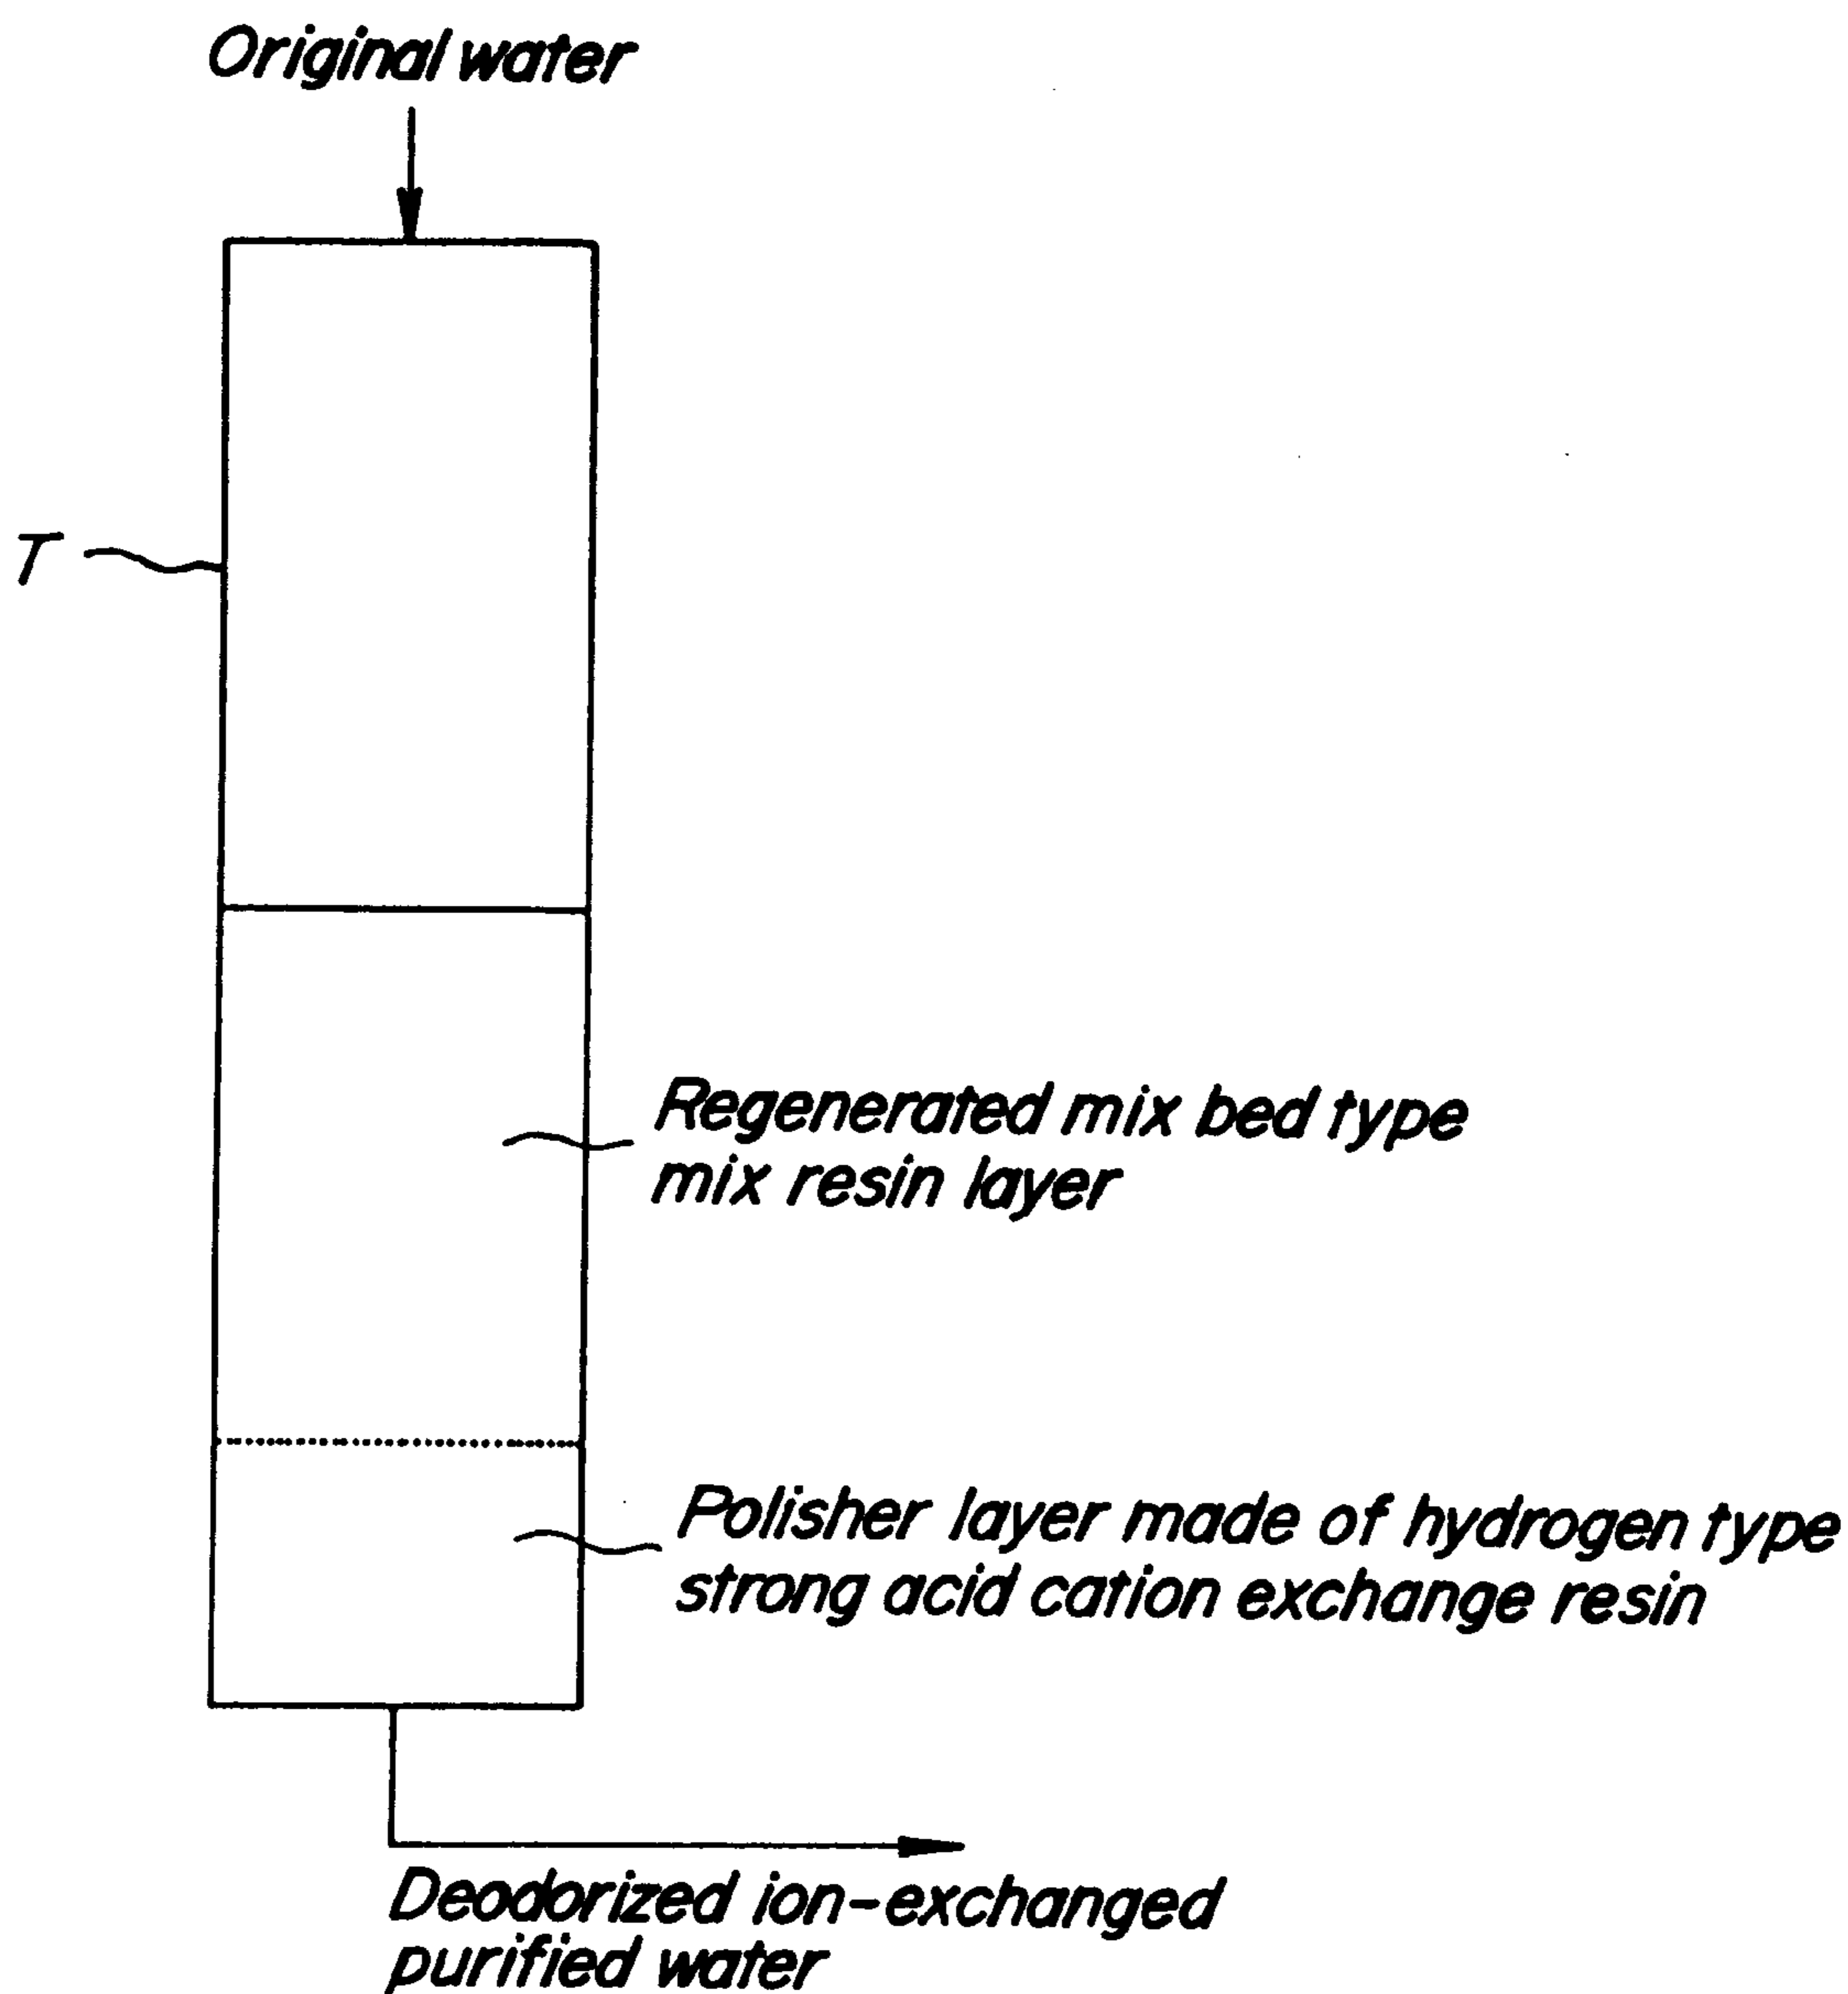 Original water
T
Regenerated mix bed type
mix resin layer
Polisher layer made of hydrogen type
strong acid cation exchange resin
Deodorized ion-exchanged
purified water